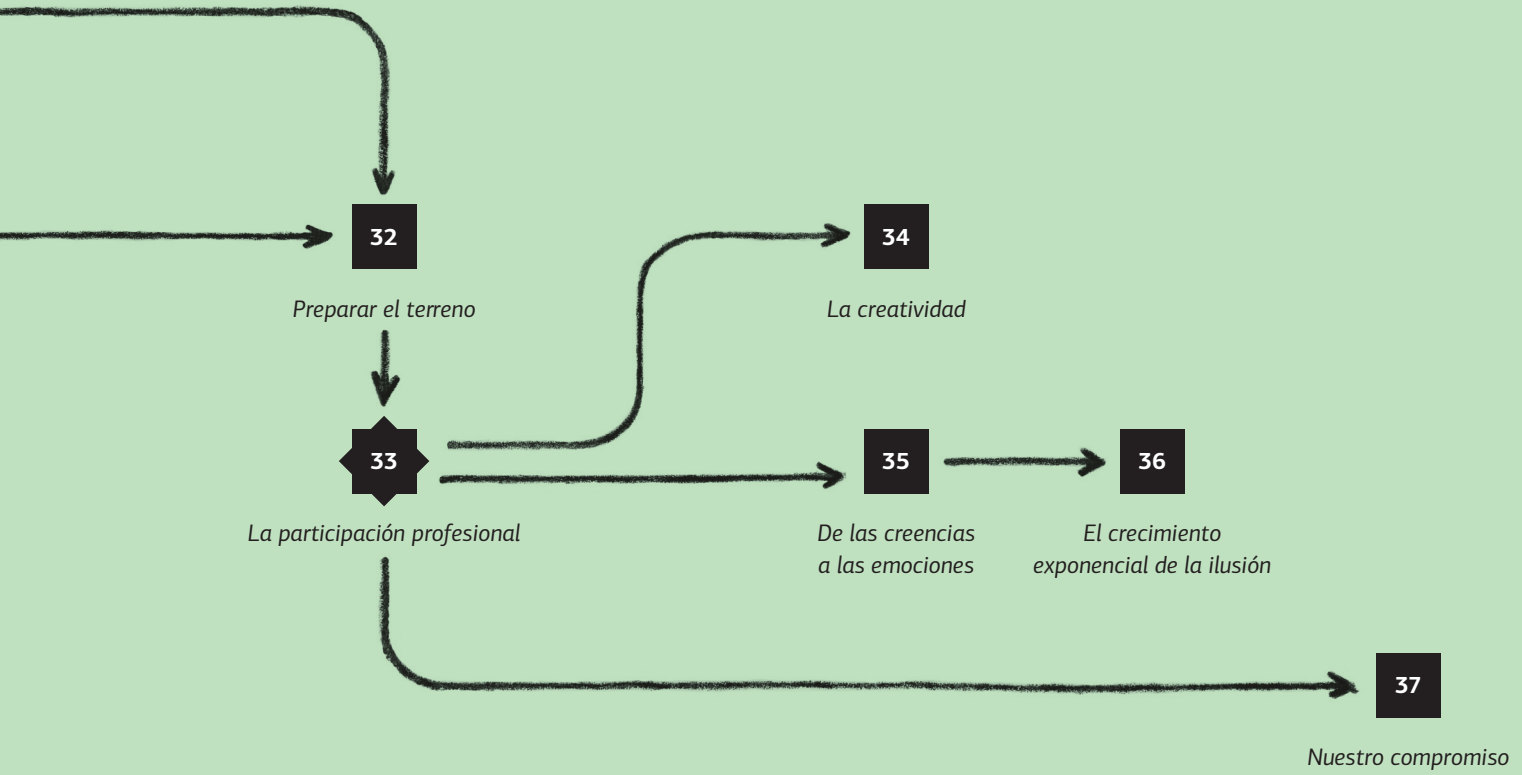 32
34
Preparar el terreno
La creatividad
33
35
36
La participación profesional
De las creencias
a las emociones
El crecimiento
exponencial de la ilusión
37
Nuestro compromiso